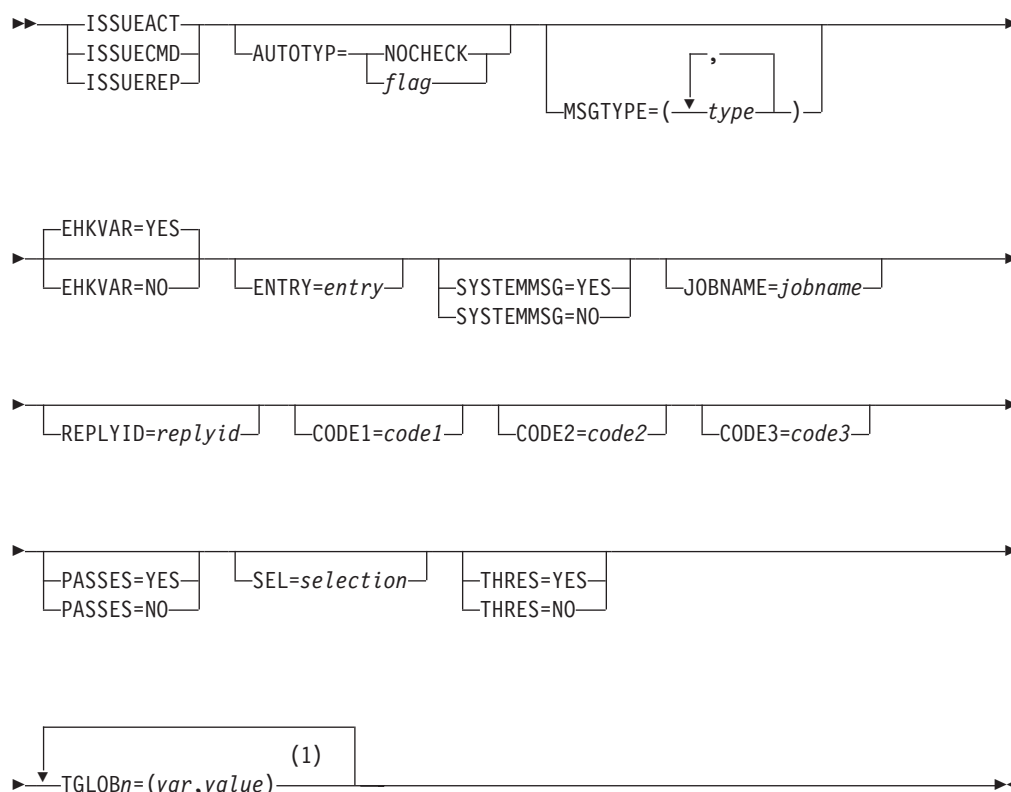 ISSUEACT
ISSUECMD
ISSUEREP
AUTOTYP= NOCHECK
flag
,
MSGTYPE=( type )
EHKVAR=YES
EHKVAR=NO
ENTRY=entry
SYSTEMMSG=YES
SYSTEMMSG=NO
JOBNAME=jobname
REPLYID=replyid
CODE1=code1
CODE2=code2
CODE3=code3
PASSES=YES
PASSES=NO
SEL=selection
THRES=YES
THRES=NO
(1)
TGLOBn=(var,value)